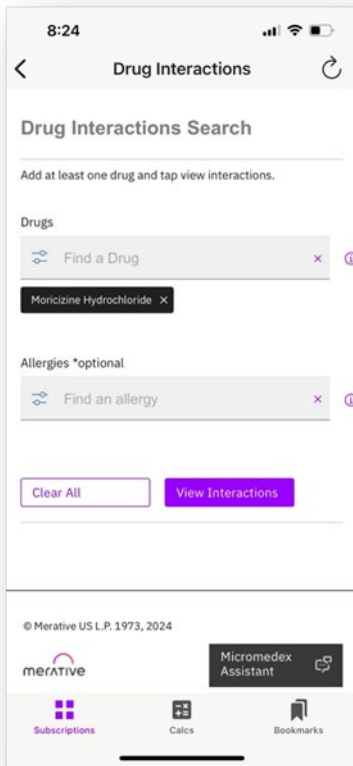 8:24
Drug Interactions
Drug Interactions Search
Add at least one drug and tap view interactions.
Drugs
Find a Drug
Moricizine Hydrochloride
Allergies *optional
Find an allergy
Clear All
View Interactions
© Merative US L.P. 1973, 2024
merative
Micromedex
Assistant
Subscriptions
Calcs
Bookmarks